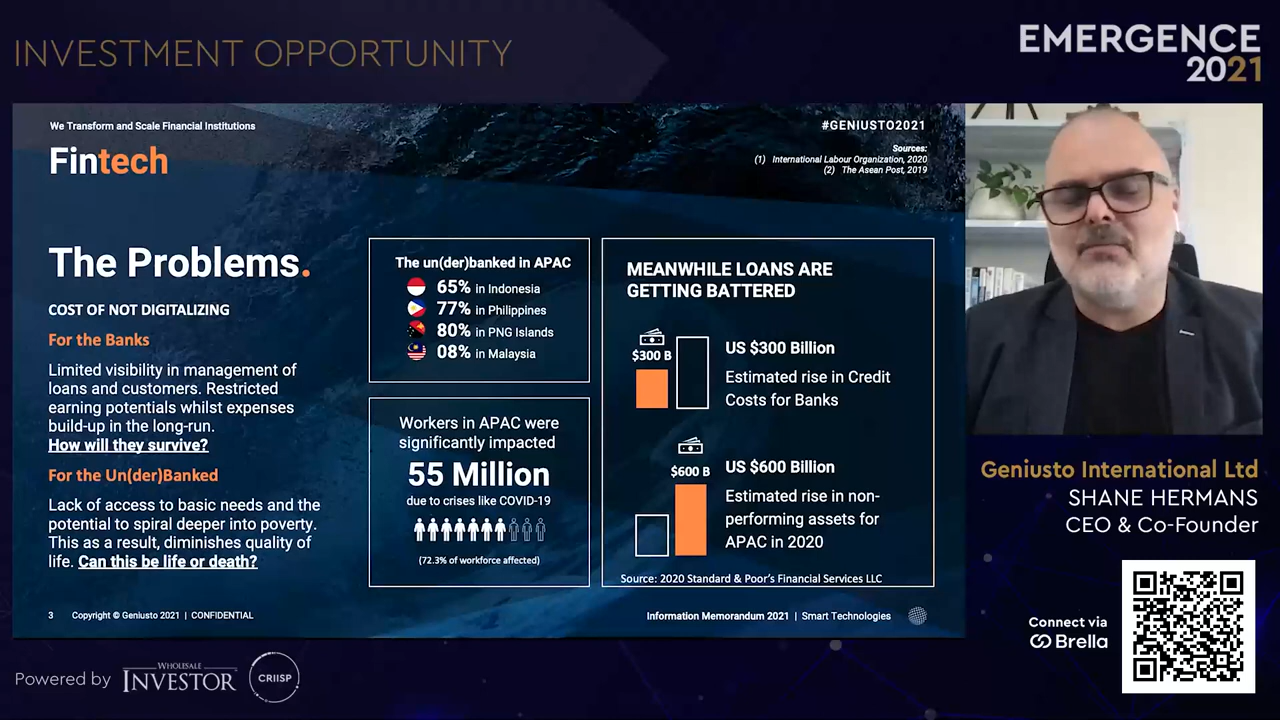 INVESTMENT OPPORTUNITY
EMERGENCE
2021
We Transform and Scale Financial Institutions
#GENIUSTO2021
Fintech
Sources:
(1) International Labour Organization, 2020
(2) The Asean Post, 2019
The Problems.
COST OF NOT DIGITALIZING
For the Banks
Limited visibility in management of
loans and customers. Restricted
earning potentials whilst expenses
build-up in the long-run.
How will they survive?
For the Un(der)Banked
Lack of access to basic needs and the
potential to spiral deeper into poverty.
This as a result, diminishes quality of
life. Can this be life or death?
The un(der)banked in APAC
65% in Indonesia
77% in Philippines
80% in PNG Islands
08% in Malaysia
Workers in APAC were
significantly impacted
55 Million
due to crises like COVID-19
(72.3% of workforce affected)
MEANWHILE LOANS ARE
GETTING BATTERED
$300 B
US $300 Billion
Estimated rise in Credit
Costs for Banks
$600 B
US $600 Billion
Estimated rise in non-
performing assets for
APAC in 2020
Source: 2020 Standard & Poor's Financial Services LLC
3 Copyright © Geniusto 2021 | CONFIDENTIAL
Information Memorandum 2021 | Smart Technologies
Geniusto International Ltd
SHANE HERMANS
CEO & Co-Founder
Connect via
Brella
Powered by
WHOLESALE
INVESTOR
CRIISP